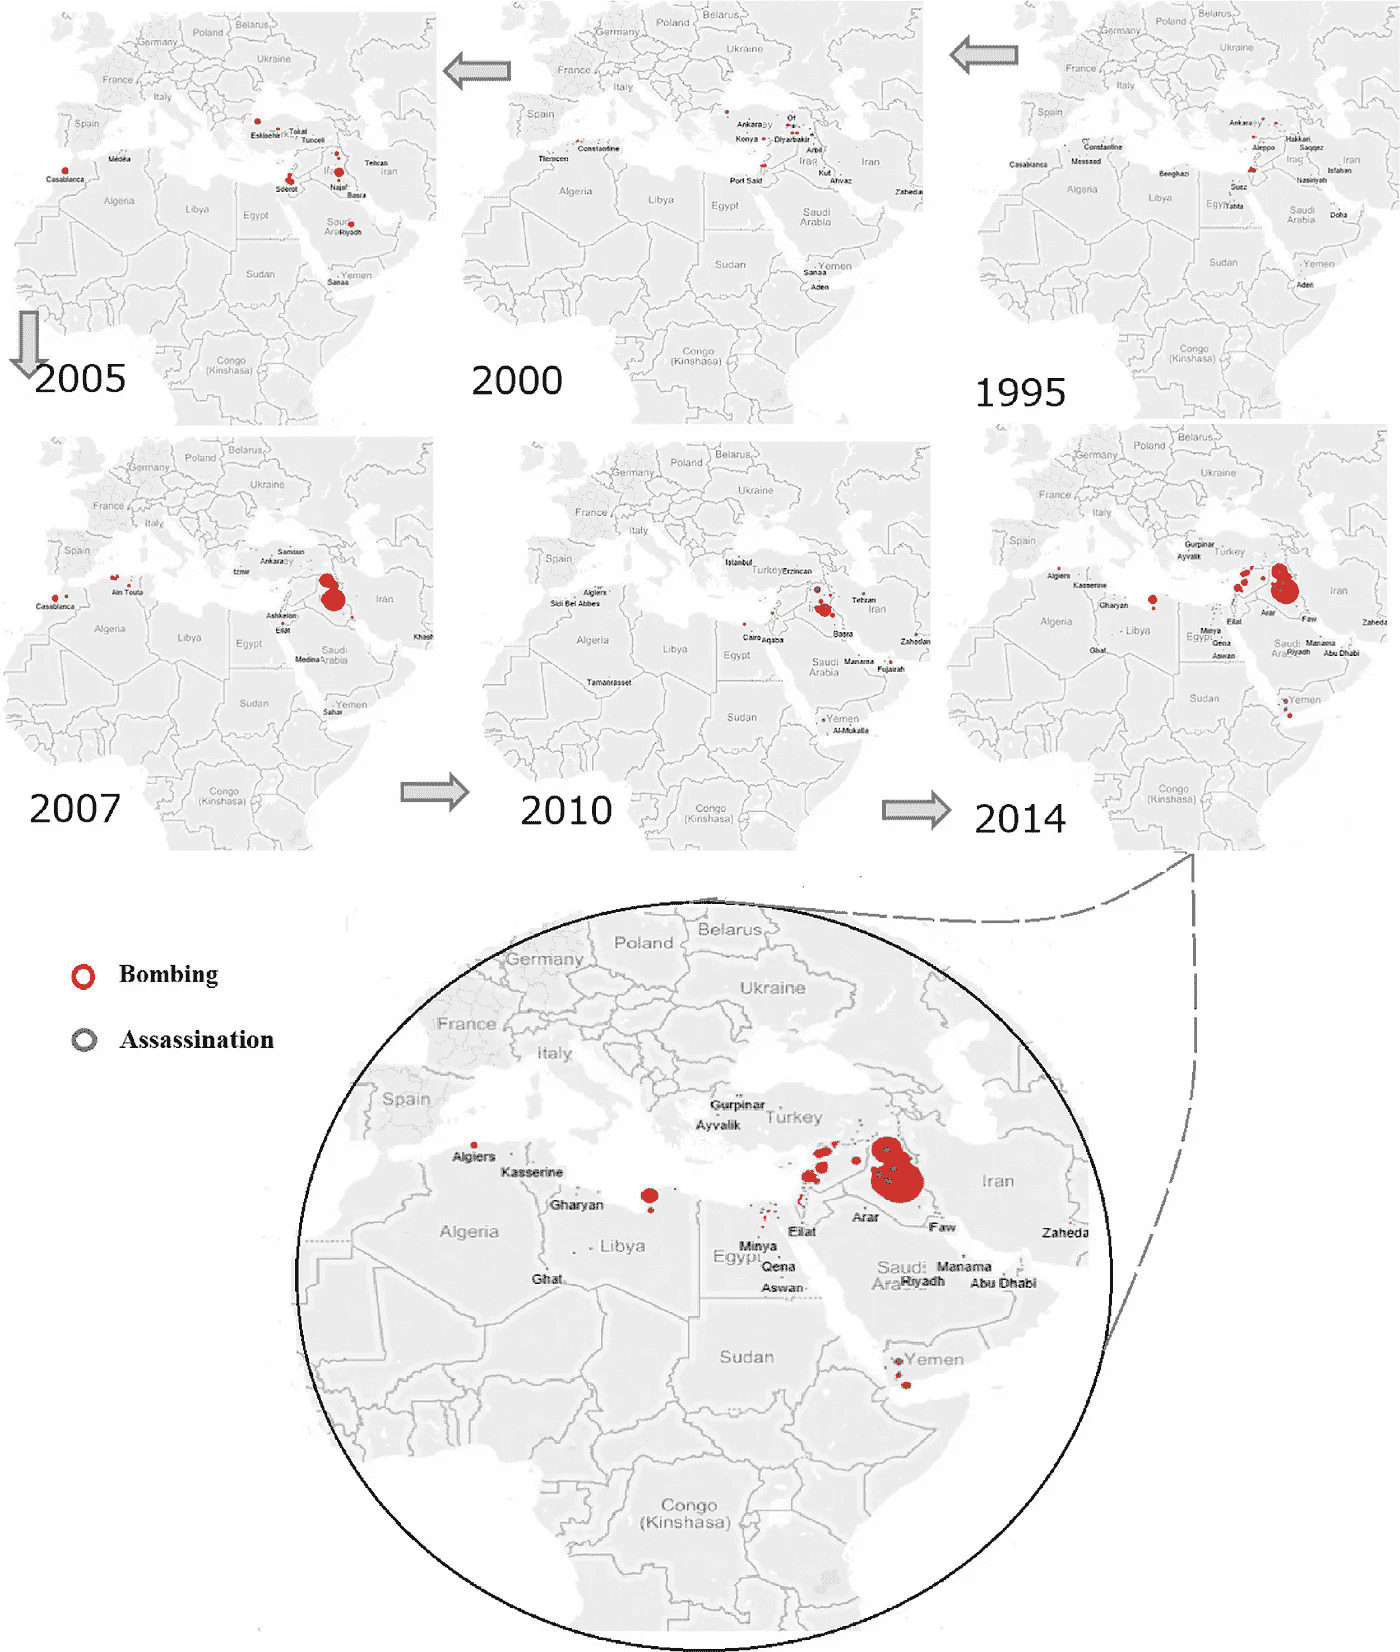 Belarus
Poland
Germany
Ukraine
France
Italy
Spain
Eskisehir
Tokat
Tunceli
Medea
Tehran
Iran
Casablanca
Sderot
Najaf
Basra
Algeria
Libya
Egypt
Saudi
Riyadh
Sudan
Yemen
Sanaa
Congo
(Kinshasa)
2005
Belarus
Poland
Germany
Ukraine
France
Italy
Spain
Ankara
Of
Konya
Diyarbakir
Constantine
Arbil
Tlemcen
Iraq
Iran
Kut
Port Said
Ahvaz
Zahedan
Algeria
Libya
Egypt
Saudi
Arabia
Sudan
Yemen
Sanaa
Aden
Congo
(Kinshasa)
2000
Belarus
Poland
Germany
Ukraine
France
Italy
Spain
Ankara
Hakkari
Constantine
Aleppo
Saqqez
Casablanca
Messaad
Iraq
Iran
Benghazi
Isfahan
Nasiriyah
Algeria
Libya
Suez
Egypt
Tahta
Saudi
Arabia
Doha
Sudan
Yemen
Aden
Congo
(Kinshasa)
1995
Belarus
Poland
Germany
Ukraine
France
Italy
Spain
Samsun
Ankara
Izmir
Ain Touta
Casablanca
Iran
Ashkelon
Algeria
Libya
Egypt
Eilat
Khash
Medina
Saudi
Arabia
Sudan
Yemen
Sahar
Congo
(Kinshasa)
2007
Belarus
Poland
Germany
Ukraine
France
Italy
Spain
Istanbul
Turkey
Erzincan
Algiers
Sidi Bel Abbes
Tehran
Iran
Basra
Cairo
Aqaba
Zahedan
Algeria
Libya
Egypt
Saudi
Arabia
Manama
Fujairah
Tamanrasset
Sudan
Yemen
Al-Mukalla
Congo
(Kinshasa)
2010
Belarus
Poland
Germany
Ukraine
France
Italy
Spain
Gurpinar
Ayvalik
Turkey
Algiers
Kasserine
Iran
Gharyan
Arar
Faw
Eilat
Zaheda
Algeria
Libya
Minya
Egypt
Qena
Aswan
Ghat
Saudi
Riyadh
Manama
Abu Dhabi
Sudan
Yemen
Congo
(Kinshasa)
2014
Bombing
Assassination
Belarus
Poland
Germany
Ukraine
France
Italy
Spain
Gurpinar
Ayvalik
Turkey
Algiers
Kasserine
Iran
Gharyan
Arar
Faw
Eilat
Zaheda
Algeria
Libya
Minya
Egypt
Qena
Aswan
Ghat
Saudi
Riyadh
Manama
Abu Dhabi
Sudan
Yemen
Congo
(Kinshasa)